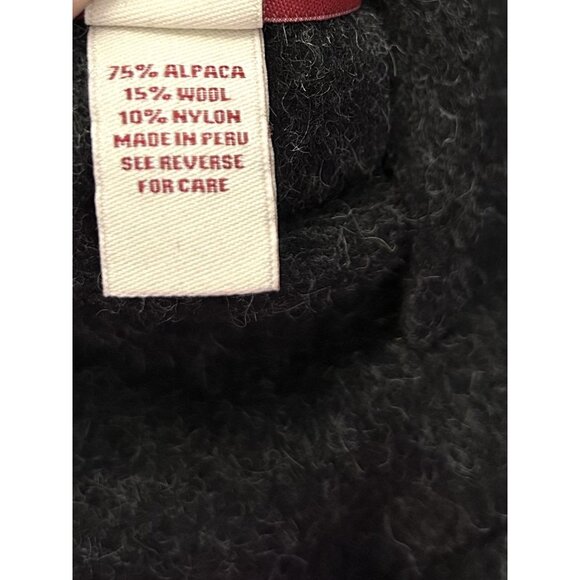 75% ALPACA
15% WOOL
10% NYLON
MADE IN PERU
SEE REVERSE
FOR CARE